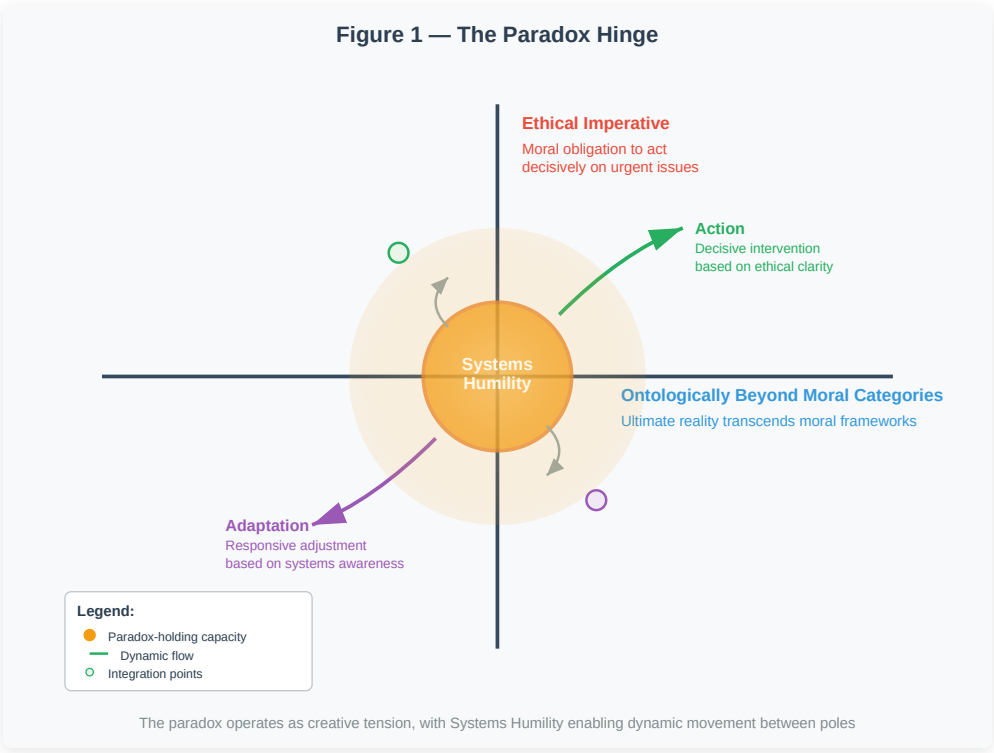 Figure 1 — The Paradox Hinge
Ethical Imperative
Moral obligation to act
decisively on urgent issues
Action
Decisive intervention
based on ethical clarity
Systems
Humility
Ontologically Beyond Moral Categories
Ultimate reality transcends moral frameworks
Adaptation
Responsive adjustment
based on systems awareness
Legend:
Paradox-holding capacity
Dynamic flow
Integration points
The paradox operates as creative tension, with Systems Humility enabling dynamic movement between poles